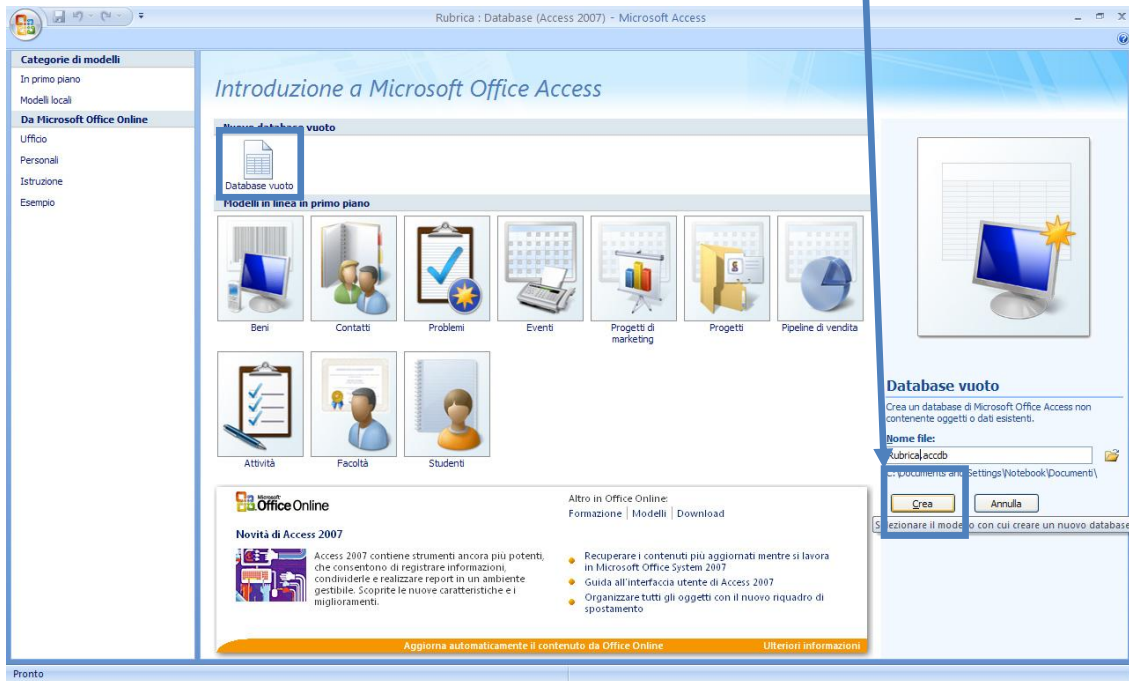 Rubrica : Database (Access 2007) - Microsoft Access
Categorie di modelli
In primo piano
Modelli locali
Da Microsoft Office Online
Ufficio
Personali
Istruzione
Esempio
Introduzione a Microsoft Office Access
Nuovo database vuoto
Database vuoto
Modelli in linea in primo piano
Beni
Contatti
Problemi
Eventi
Progetti di
marketing
Progetti
Pipeline di vendita
Attività
Facoltà
Studenti
Microsoft
Office Online
Novità di Access 2007
Access 2007 contiene strumenti ancora più potenti,
che consentono di registrare informazioni,
condividerle e realizzare report in un ambiente
gestibile. Scoprite le nuove caratteristiche e i
miglioramenti.
Altro in Office Online:
Formazione | Modelli | Download
Recuperare i contenuti più aggiornati mentre si lavora
in Microsoft Office System 2007
Guida all'interfaccia utente di Access 2007
Organizzare tutti gli oggetti con il nuovo riquadro di
spostamento
Aggiorna automaticamente il contenuto da Office Online
Ulteriori informazioni
Database vuoto
Crea un database di Microsoft Office Access non
contenente oggetti o dati esistenti.
Nome file:
Rubrica.accdb
C:\Documents and Settings\Notebook\Documenti\
Crea
Annulla
Selezionare il modello con cui creare un nuovo database
Pronto